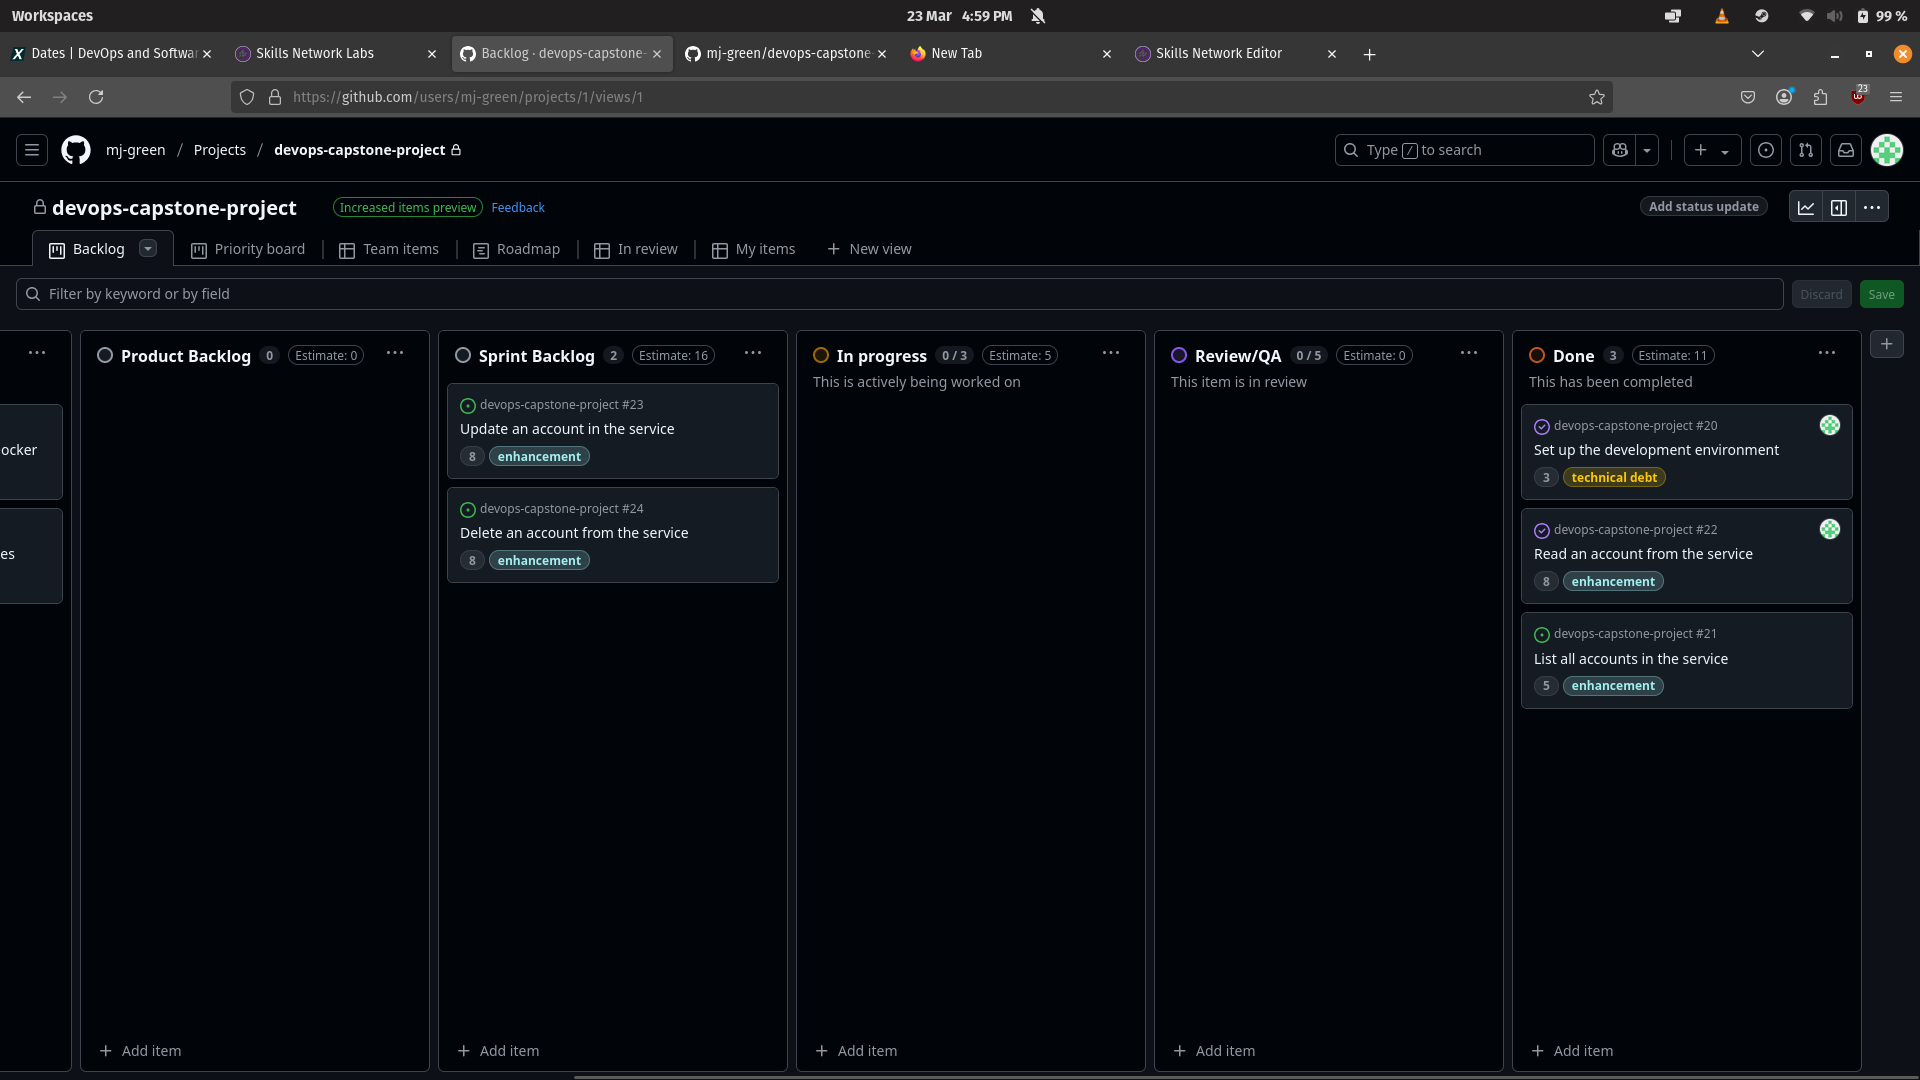 Workspaces
23 Mar 4:59 PM
99 %
Dates | DevOps and Softwar
Skills Network Labs
Backlog · devops-capstone-
mj-green/devops-capstone
New Tab
Skills Network Editor
https://github.com/users/mj-green/projects/1/views/1
23
mj-green / Projects / devops-capstone-project
Type / to search
devops-capstone-project
Increased items preview
Feedback
Add status update
Backlog
Priority board
Team items
Roadmap
In review
My items
New view
Filter by keyword or by field
Discard
Save
ocker
es
Product Backlog 0 Estimate: 0
Add item
Sprint Backlog 2 Estimate: 16
devops-capstone-project #23
Update an account in the service
8 enhancement
devops-capstone-project #24
Delete an account from the service
8 enhancement
Add item
In progress 0 / 3 Estimate: 5
This is actively being worked on
Add item
Review/QA 0 / 5 Estimate: 0
This item is in review
Add item
Done 3 Estimate: 11
This has been completed
devops-capstone-project #20
Set up the development environment
3 technical debt
devops-capstone-project #22
Read an account from the service
8 enhancement
devops-capstone-project #21
List all accounts in the service
5 enhancement
Add item